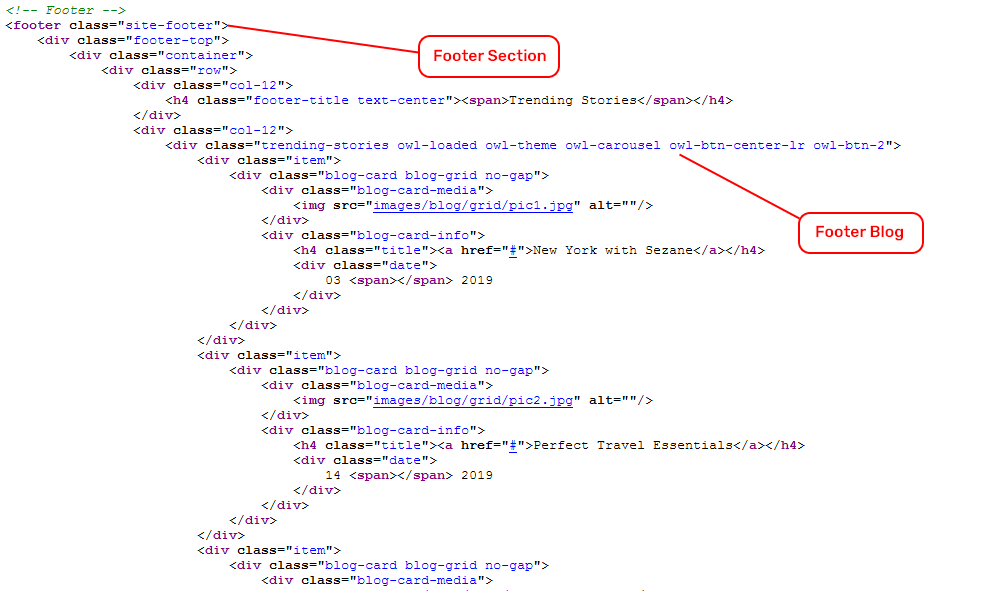 <!-- Footer -->
<footer class="site-footer">
<div class="footer-top">
Footer Section
<div class="container">
<div class="row">
<div class="col-12">
<h4 class="footer-title text-center"><span>Trending Stories</span></h4>
</div>
<div class="col-12">
<div class="trending-stories owl-loaded owl-theme owl-carousel owl-btn-center-lr owl-btn-2">
<div class="item">
<div class="blog-card blog-grid no-gap">
<div class="blog-card-media">
<img src="images/blog/grid/pic1.jpg" alt=""/>
</div>
Footer Blog
<div class="blog-card-info">
<h4 class="title"><a href="#">New York with Sezane</a></h4>
<div class="date">
03 <span></span> 2019
</div>
</div>
</div>
</div>
<div class="item">
<div class="blog-card blog-grid no-gap">
<div class="blog-card-media">
<img src="images/blog/grid/pic2.jpg" alt=""/>
</div>
<div class="blog-card-info">
<h4 class="title"><a href="#">Perfect Travel Essentials</a></h4>
<div class="date">
14 <span></span> 2019
</div>
</div>
</div>
</div>
<div class="item">
<div class="blog-card blog-grid no-gap">
<div class="blog-card-media">